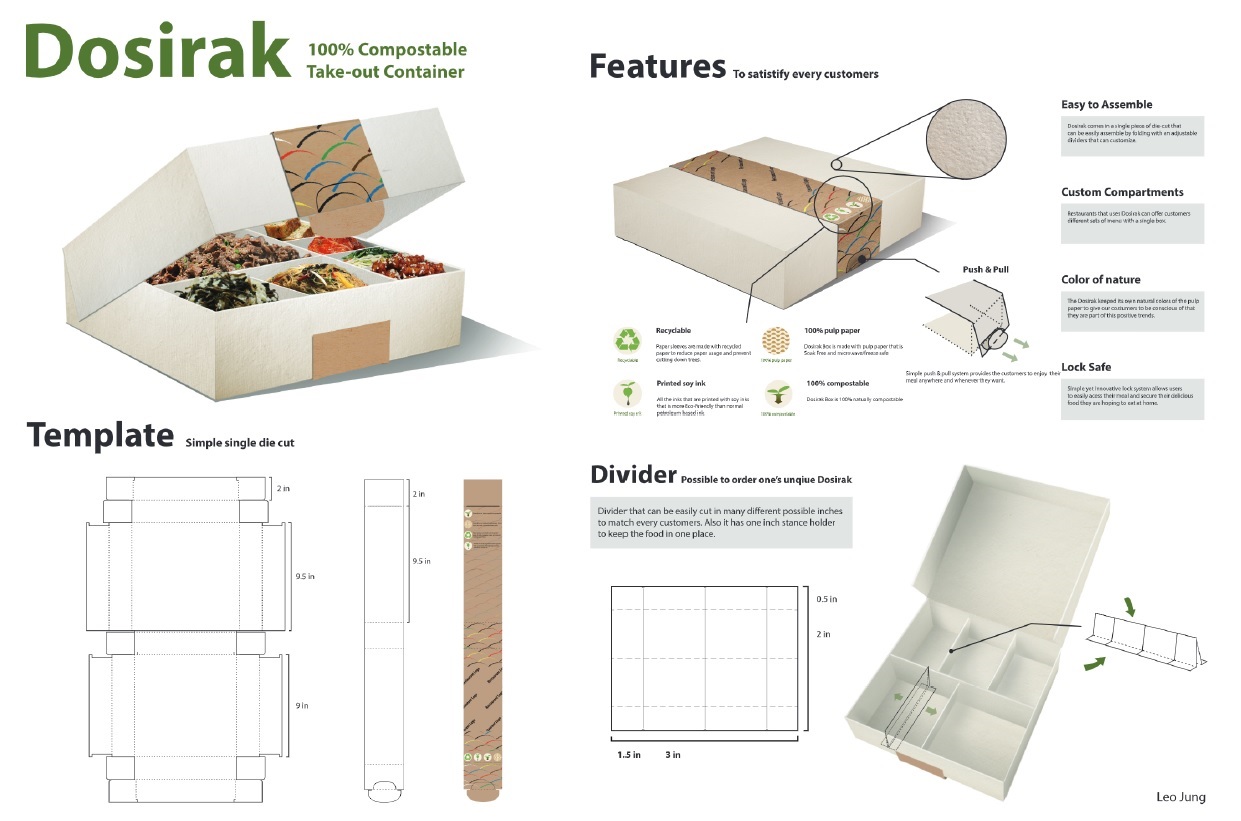 Dosirak
100% Compostable
Take-out Container
Features To satistify every customers
Easy to Assemble
Dosirak comes in a single piece of die-cut that
can be easily assemble by folding with an adjustable
dividers that can customize.
Custom Compartments
Restaurants that uses Dosirak can offer customers
different sets of menu with a single box.
Color of nature
The Dosirak keeped its own natural colors of the pulp
paper to give our costumers to be conscious of that
they are part of this positive trends.
Lock Safe
Simple yet innovative lock system allows users
to easily acess their meal and secure their delicious
food they are hoping to eat at home.
Push & Pull
Simple push & pull system provides the customers to enjoy their
meal anywhere and whenever they want.
Recyclable
Paper sleeves are made with recycled
paper to reduce paper usage and prevent
cutting down trees.
Recyclable
100% pulp paper
Dosirak Box is made with pulp paper that is
Soak free and microwave/freeze safe
100% pulp paper
Printed soy ink
All the inks that are printed with soy inks
that is more Eco-Friendly than normal
petroleum based ink.
Printed soy ink
100% compostable
Dosirak Box is 100% natually compostable
100% compostable
Template Simple single die cut
2 in
9.5 in
9 in
2 in
9.5 in
Divider Possible to order one's unqiue Dosirak
Divider that can be easily cut in many different possible inches
to match every customers. Also it has one inch stance holder
to keep the food in one place.
0.5 in
2 in
1.5 in 3 in
Leo Jung